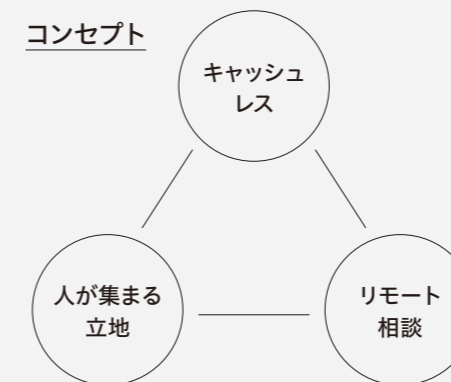 コンセプト
キャッシュ
レス
人が集まる
立地
リモート
相談